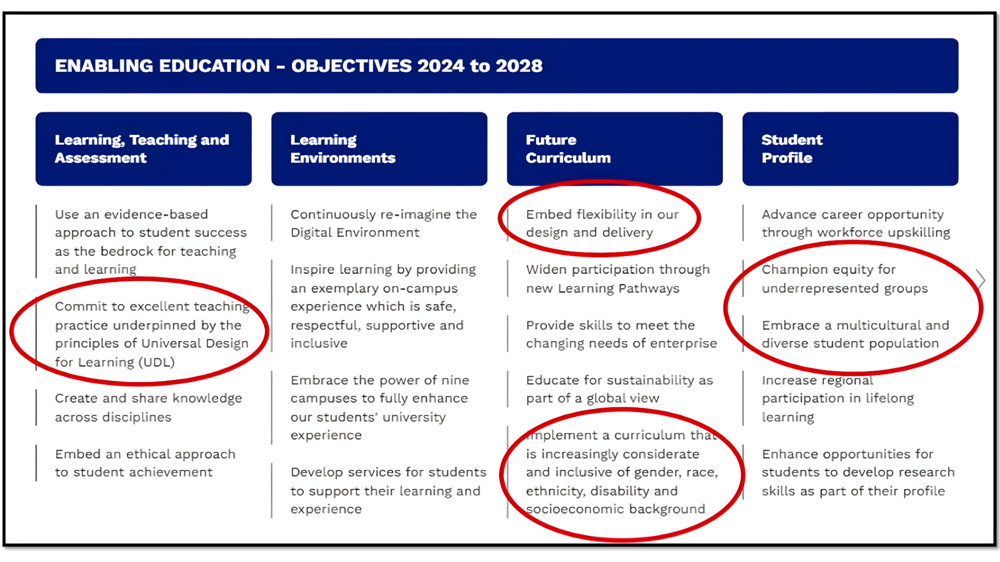 ENABLING EDUCATION – OBJECTIVES 2024 to 2028
Learning, Teaching and
Assessment
Use an evidence-based
approach to student success
as the bedrock for teaching
and learning
Commit to excellent teaching
practice underpinned by the
principles of Universal Design
for Learning (UDL)
Create and share knowledge
across disciplines
Embed an ethical approach
to student achievement
Learning
Environments
Continuously re-imagine the
Digital Environment
Inspire learning by providing
an exemplary on-campus
experience which is safe,
respectful, supportive and
inclusive
Embrace the power of nine
campuses to fully enhance
our students' university
experience
Develop services for students
to support their learning and
experience
Future
Curriculum
Embed flexibility in our
design and delivery
Widen participation through
new Learning Pathways
Provide skills to meet the
changing needs of enterprise
Educate for sustainability as
part of a global view
Implement a curriculum that
is increasingly considerate
and inclusive of gender, race,
ethnicity, disability and
socioeconomic background
Student
Profile
Advance career opportunity
through workforce upskilling
Champion equity for
underrepresented groups
Embrace a multicultural and
diverse student population
Increase regional
participation in lifelong
learning
Enhance opportunities for
students to develop research
skills as part of their profile